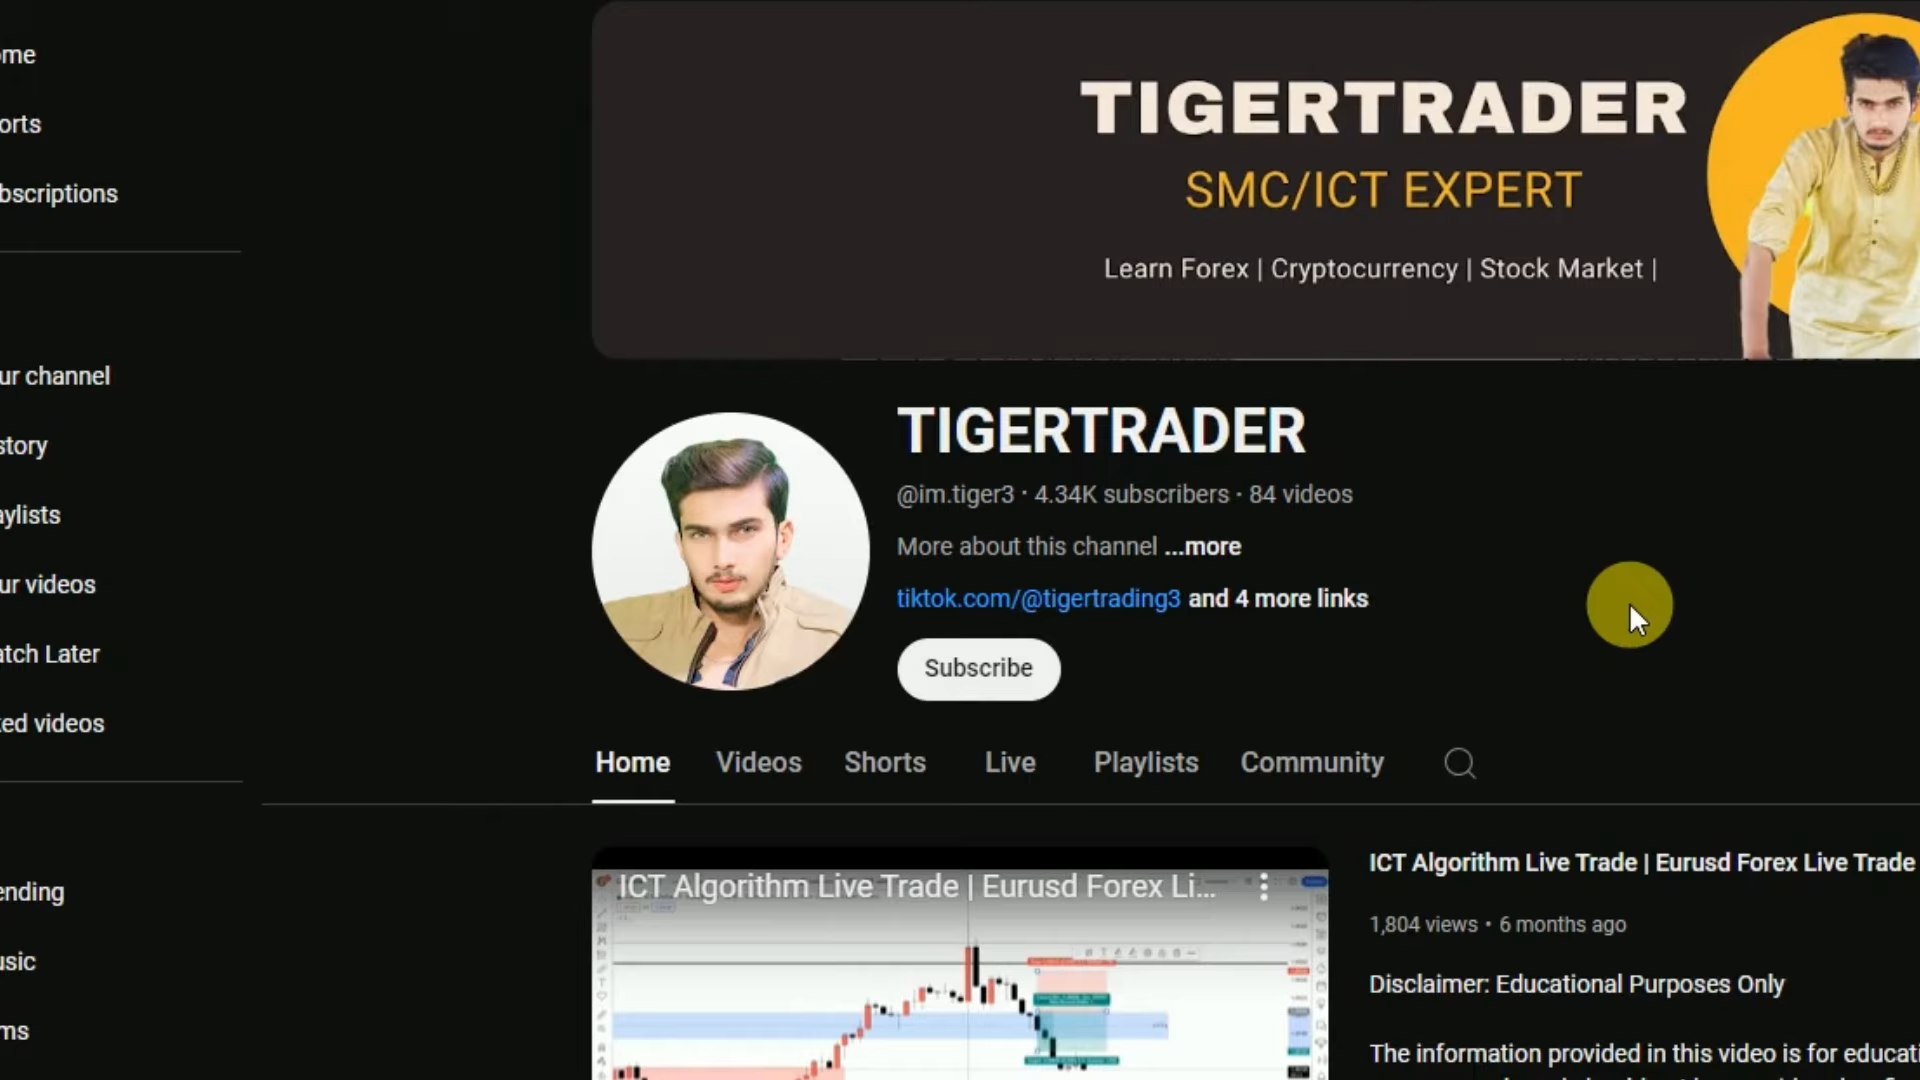 ome
orts
bscriptions
ur channel
story
aylists
ur videos
atch Later
ked videos
ending
usic
ms
TIGERTRADER
SMC/ICT EXPERT
Learn Forex | Cryptocurrency | Stock Market |
TIGERTRADER
@im.tiger3 · 4.34K subscribers · 84 videos
More about this channel ...more
tiktok.com/@tigertrading3 and 4 more links
Subscribe
Home Videos Shorts Live Playlists Community
ICT Algorithm Live Trade | Eurusd Forex Li...
ICT Algorithm Live Trade | Eurusd Forex Live Trade
1,804 views • 6 months ago
Disclaimer: Educational Purposes Only
The information provided in this video is for educati